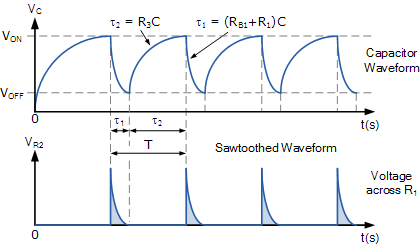 V_C
τ₂ = R₃C
τ₁ = (R_B1+R₁)C
V_ON
Capacitor
Waveform
V_OFF
0
t(s)
τ₁
τ₂
T
V_R2
Sawtoothed Waveform
Voltage
across R₁
0
t(s)